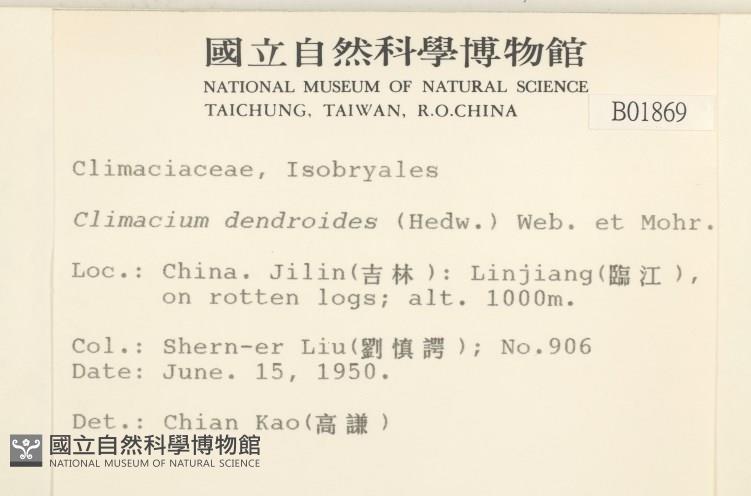 國立自然科學博物館
NATIONAL MUSEUM OF NATURAL SCIENCE
TAICHUNG, TAIWAN, R.O.CHINA
B01869
Climaciaceae, Isobryales
Climacium dendroides (Hedw.) Web. et Mohr.
Loc.: China. Jilin(吉林): Linjiang(臨江),
on rotten logs; alt. 1000m.
Col.: Shern-er Liu(劉慎諤); No.906
Date: June. 15, 1950.
Det.: Chian Kao(高謙)
國立自然科學博物館
NATIONAL MUSEUM OF NATURAL SCIENCE